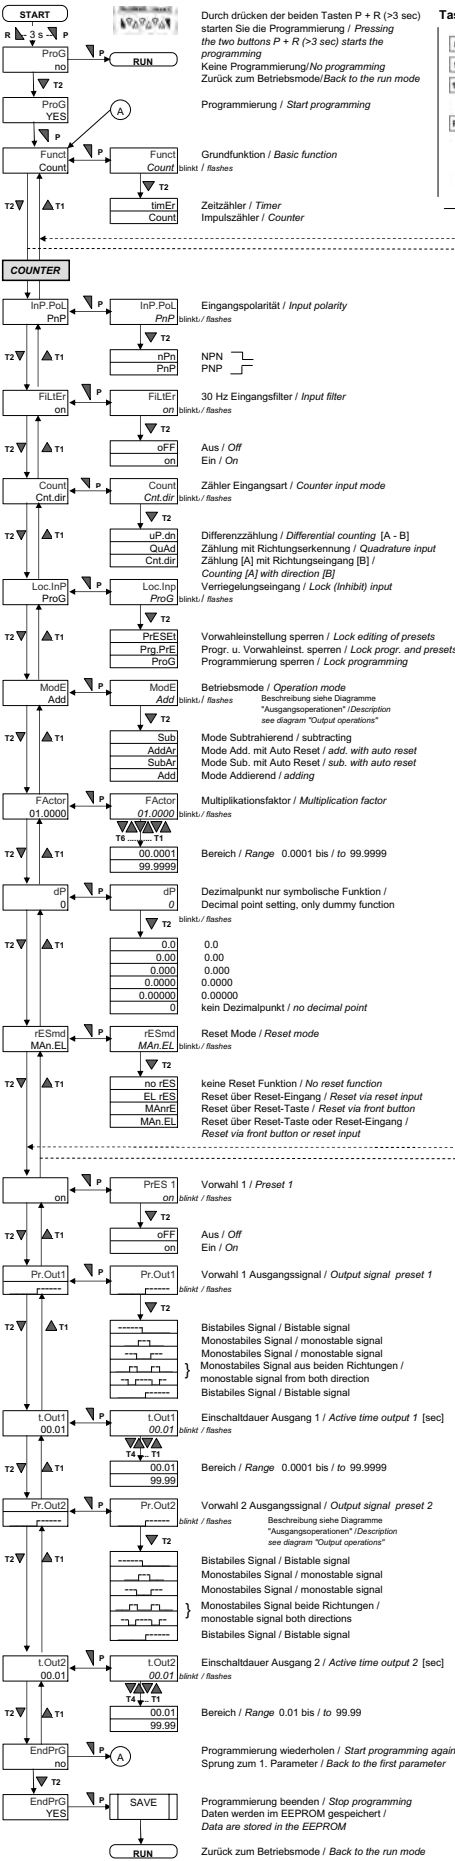 START
Durch drücken der beiden Tasten P + R (>3 sec)
starten Sie die Programmierung / Pressing
the two buttons P + R (>3 sec) starts the
programming
R 3 s P
ProG
no
P
RUN
Keine Programmierung/No programming
Zurück zum Betriebsmode/Back to the run mode
T2
ProG
YES
A
Programmierung / Start programming
P
Funct
Count
P
Funct
Count
blinkt / flashes
Grundfunktion / Basic function
T2
T2 T1
timEr
Zeitzähler / Timer
Count
Impulszähler / Counter
COUNTER
InP.PoL
PnP
P
InP.PoL
PnP
blinkt / flashes
Eingangspolarität / Input polarity
T2
T2 T1
nPn
NPN
PnP
PNP
FiLtEr
on
P
FiLtEr
on
blinkt / flashes
30 Hz Eingangsfilter / Input filter
T2
T2 T1
oFF
Aus / Off
on
Ein / On
Count
Cnt.dir
P
Count
Cnt.dir
blinkt / flashes
Zähler Eingangsart / Counter input mode
T2
T2 T1
uP.dn
Differenzzählung / Differential counting [A - B]
QuAd
Zählung mit Richtungserkennung / Quadrature input
Cnt.dir
Zählung [A] mit Richtungseingang [B] /
Counting [A] with direction [B]
Loc.InP
ProG
P
Loc.Inp
ProG
blinkt / flashes
Verriegelungseingang / Lock (Inhibit) input
T2
T2 T1
PrESEt
Vorwahleinstellung sperren / Lock editing of presets
Prg.PrE
Progr. u. Vorwahleinst. sperren / Lock progr. and presets
ProG
Programmierung sperren / Lock programming
ModE
Add
P
ModE
Add
blinkt / flashes
Betriebsmode / Operation mode
Beschreibung siehe Diagramme
"Ausgangsoperationen" /Description
see diagram "Output operations"
T2
T2 T1
Sub
Mode Subtrahierend / subtracting
AddAr
Mode Add. mit Auto Reset / add. with auto reset
SubAr
Mode Sub. mit Auto Reset / sub. with auto reset
Add
Mode Addierend / adding
FActor
01.0000
P
FActor
01.0000
blinkt / flashes
Multiplikationsfaktor / Multiplication factor
T6 ........... T1
T2 T1
00.0001
99.9999
Bereich / Range 0.0001 bis / to 99.9999
dP
0
P
dP
0
blinkt / flashes
Dezimalpunkt nur symbolische Funktion /
Decimal point setting, only dummy function
T2
T2 T1
0.0
0.0
0.00
0.00
0.000
0.000
0.0000
0.0000
0.00000
0.00000
0
kein Dezimalpunkt / no decimal point
rESmd
MAn.EL
P
rESmd
MAn.EL
blinkt / flashes
Reset Mode / Reset mode
T2
T2 T1
no rES
keine Reset Funktion / No reset function
EL rES
Reset über Reset-Eingang / Reset via reset input
MAnrE
Reset über Reset-Taste / Reset via front button
MAn.EL
Reset über Reset-Taste oder Reset-Eingang /
Reset via front button or reset input
on
P
PrES 1
on
blinkt / flashes
Vorwahl 1 / Preset 1
T2
T2 T1
oFF
Aus / Off
on
Ein / On
Pr.Out1
P
Pr.Out1
blinkt / flashes
Vorwahl 1 Ausgangssignal / Output signal preset 1
T2
T2 T1
Bistabiles Signal / Bistable signal
Monostabiles Signal / monostable signal
Monostabiles Signal / monostable signal
Monostabiles Signal aus beiden Richtungen /
monostable signal from both direction
Bistabiles Signal / Bistable signal
t.Out1
00.01
P
t.Out1
00.01
blinkt / flashes
Einschaltdauer Ausgang 1 / Active time output 1 [sec]
T4 ... T1
T2 T1
00.01
99.99
Bereich / Range 0.0001 bis / to 99.9999
Pr.Out2
P
Pr.Out2
blinkt / flashes
Vorwahl 2 Ausgangssignal / Output signal preset 2
Beschreibung siehe Diagramme
"Ausgangsoperationen" /Description
see diagram "Output operations"
T2
T2 T1
Bistabiles Signal / Bistable signal
Monostabiles Signal / monostable signal
Monostabiles Signal / monostable signal
Monostabiles Signal beide Richtungen /
monostable signal both directions
Bistabiles Signal / Bistable signal
t.Out2
00.01
P
t.Out2
00.01
blinkt / flashes
Einschaltdauer Ausgang 2 / Active time output 2 [sec]
T4 ... T1
T2 T1
00.01
99.99
Bereich / Range 0.01 bis / to 99.99
EndPrG
no
P
A
Programmierung wiederholen / Start programming again
Sprung zum 1. Parameter / Back to the first parameter
T2
EndPrG
YES
P
SAVE
Programmierung beenden / Stop programming
Daten werden im EEPROM gespeichert /
Data are stored in the EEPROM
RUN
Zurück zum Betriebsmode / Back to the run mode